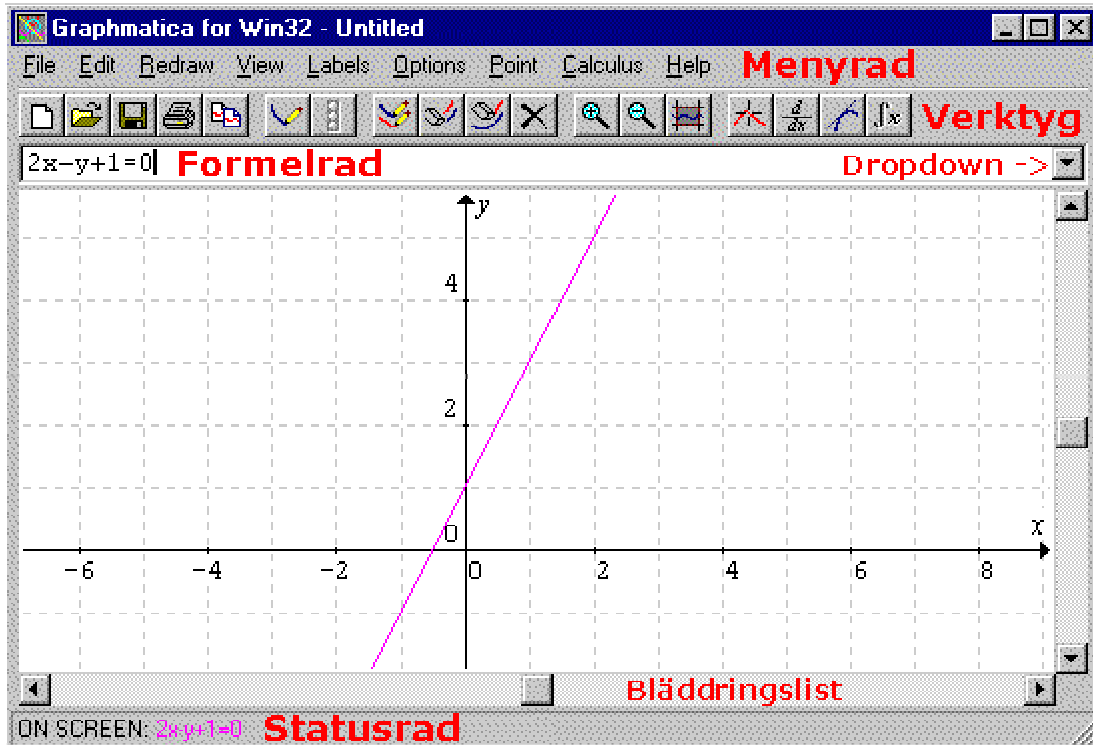 Graphmatica for Win32 - Untitled
File Edit Redraw View Labels Options Point Calculus Help Menyrad
d/dx ∫x Verktyg
2x-y+1=0 Formelrad Dropdown ->
y
4
2
0
x
-6 -4 -2 0 2 4 6 8
Bläddringslist
ON SCREEN: 2x-y+1=0 Statusrad